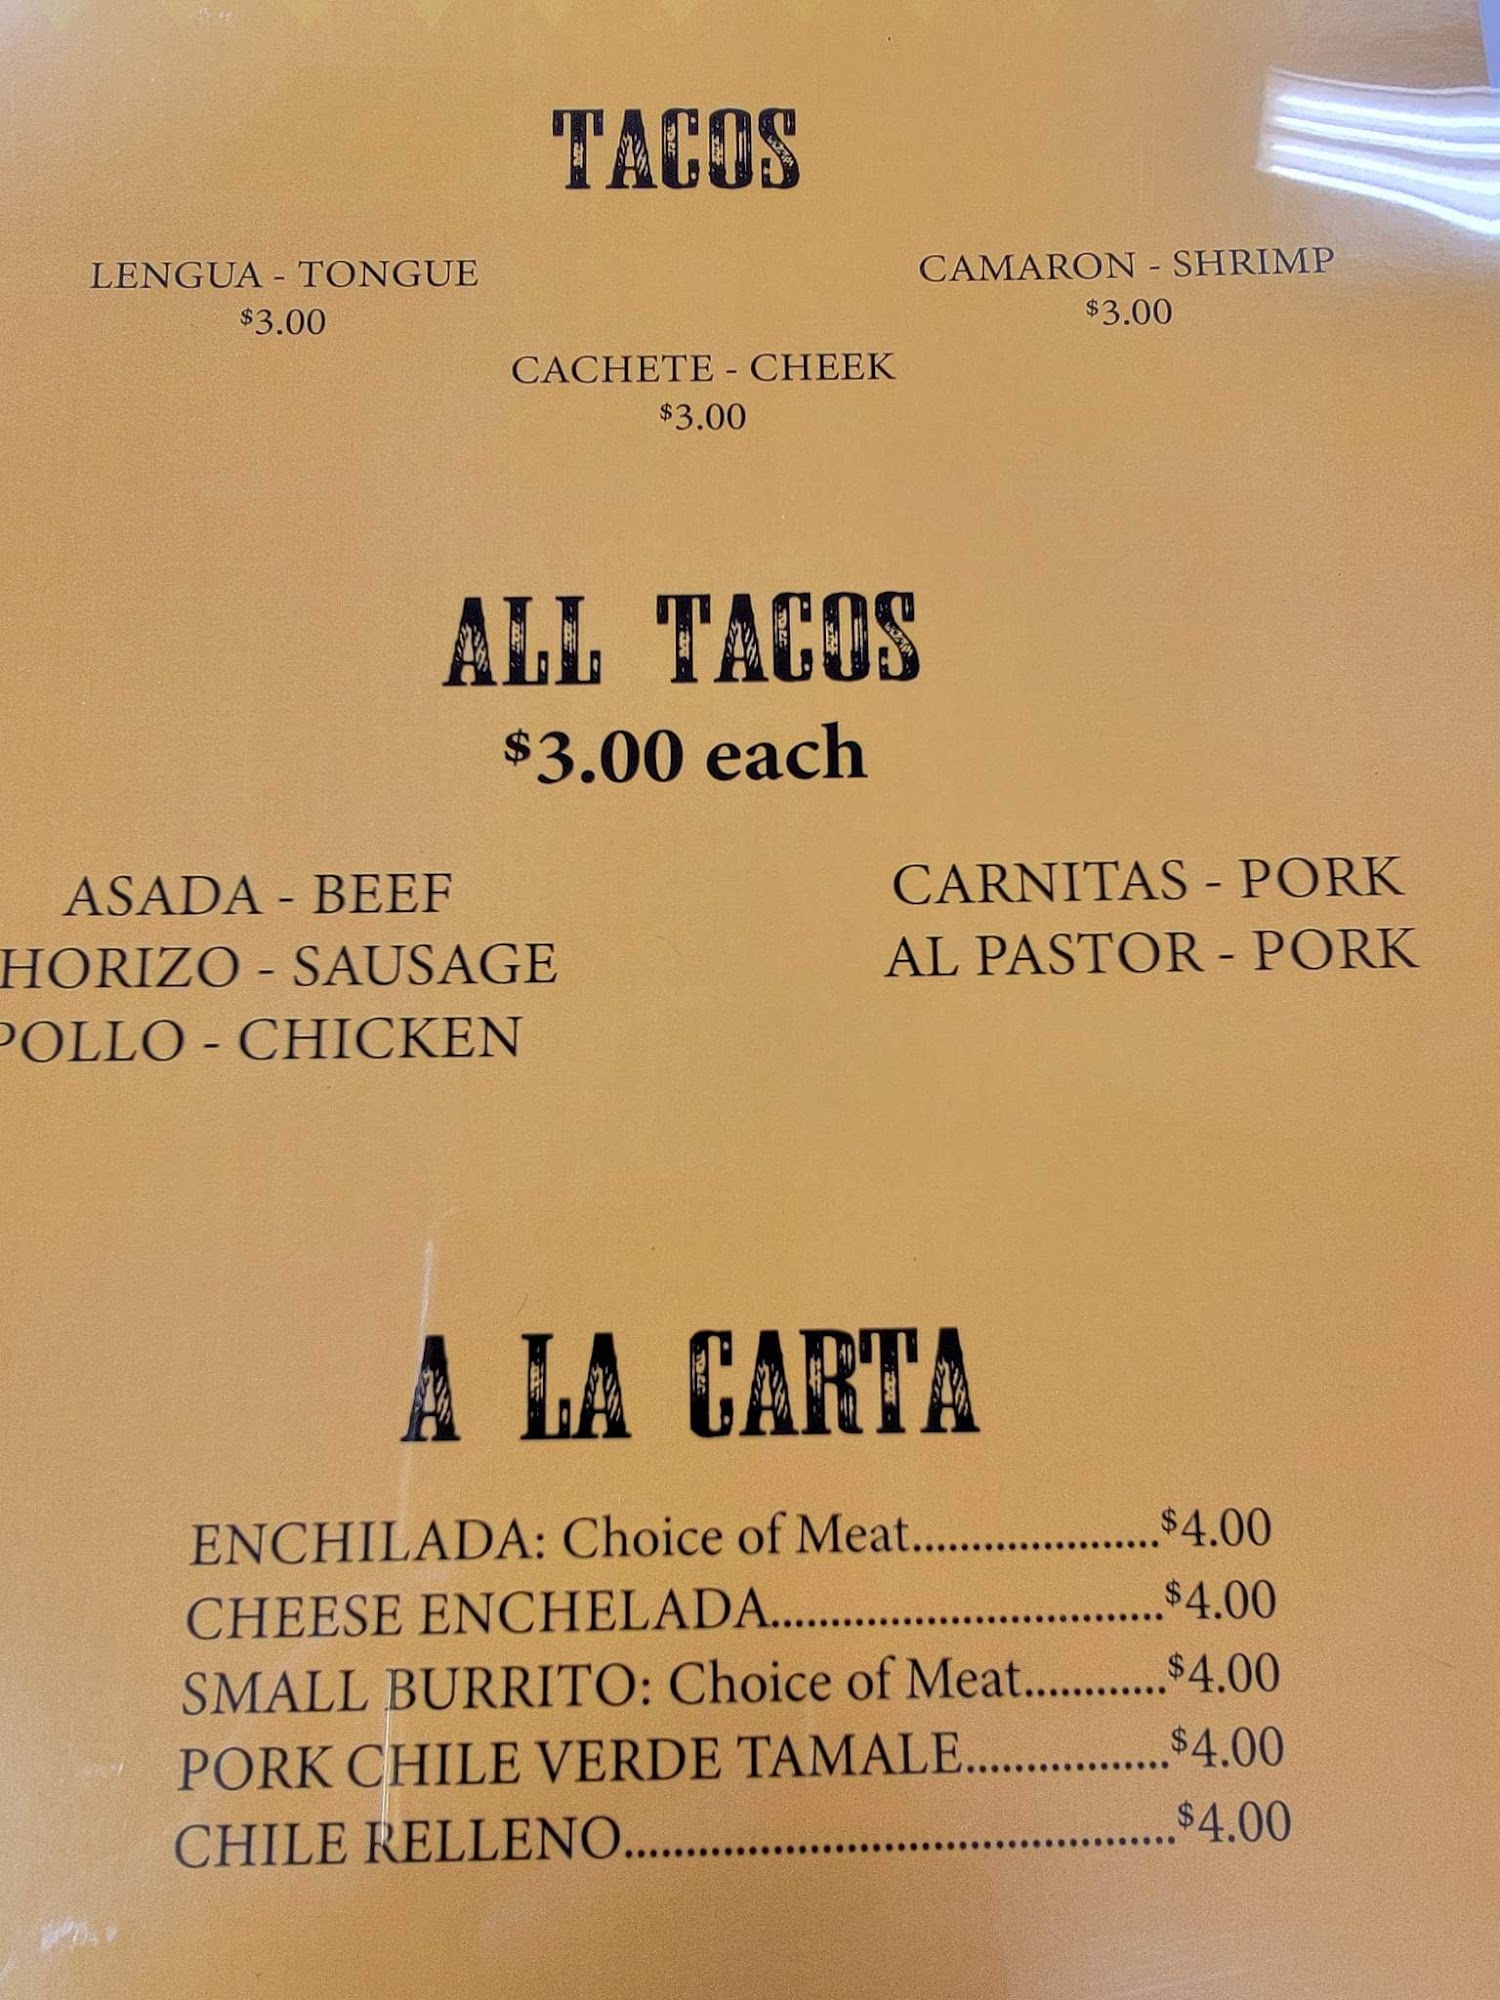 TACOS
LENGUA - TONGUE
$3.00
CAMARON - SHRIMP
$3.00
CACHETE - CHEEK
$3.00
ALL TACOS
$3.00 each
ASADA - BEEF
HORIZO - SAUSAGE
POLLO - CHICKEN
CARNITAS - PORK
AL PASTOR - PORK
A LA CARTA
ENCHILADA: Choice of Meat.....................$4.00
CHEESE ENCHELADA.................................$4.00
SMALL BURRITO: Choice of Meat............$4.00
PORK CHILE VERDE TAMALE.................$4.00
CHILE RELLENO.............................................$4.00